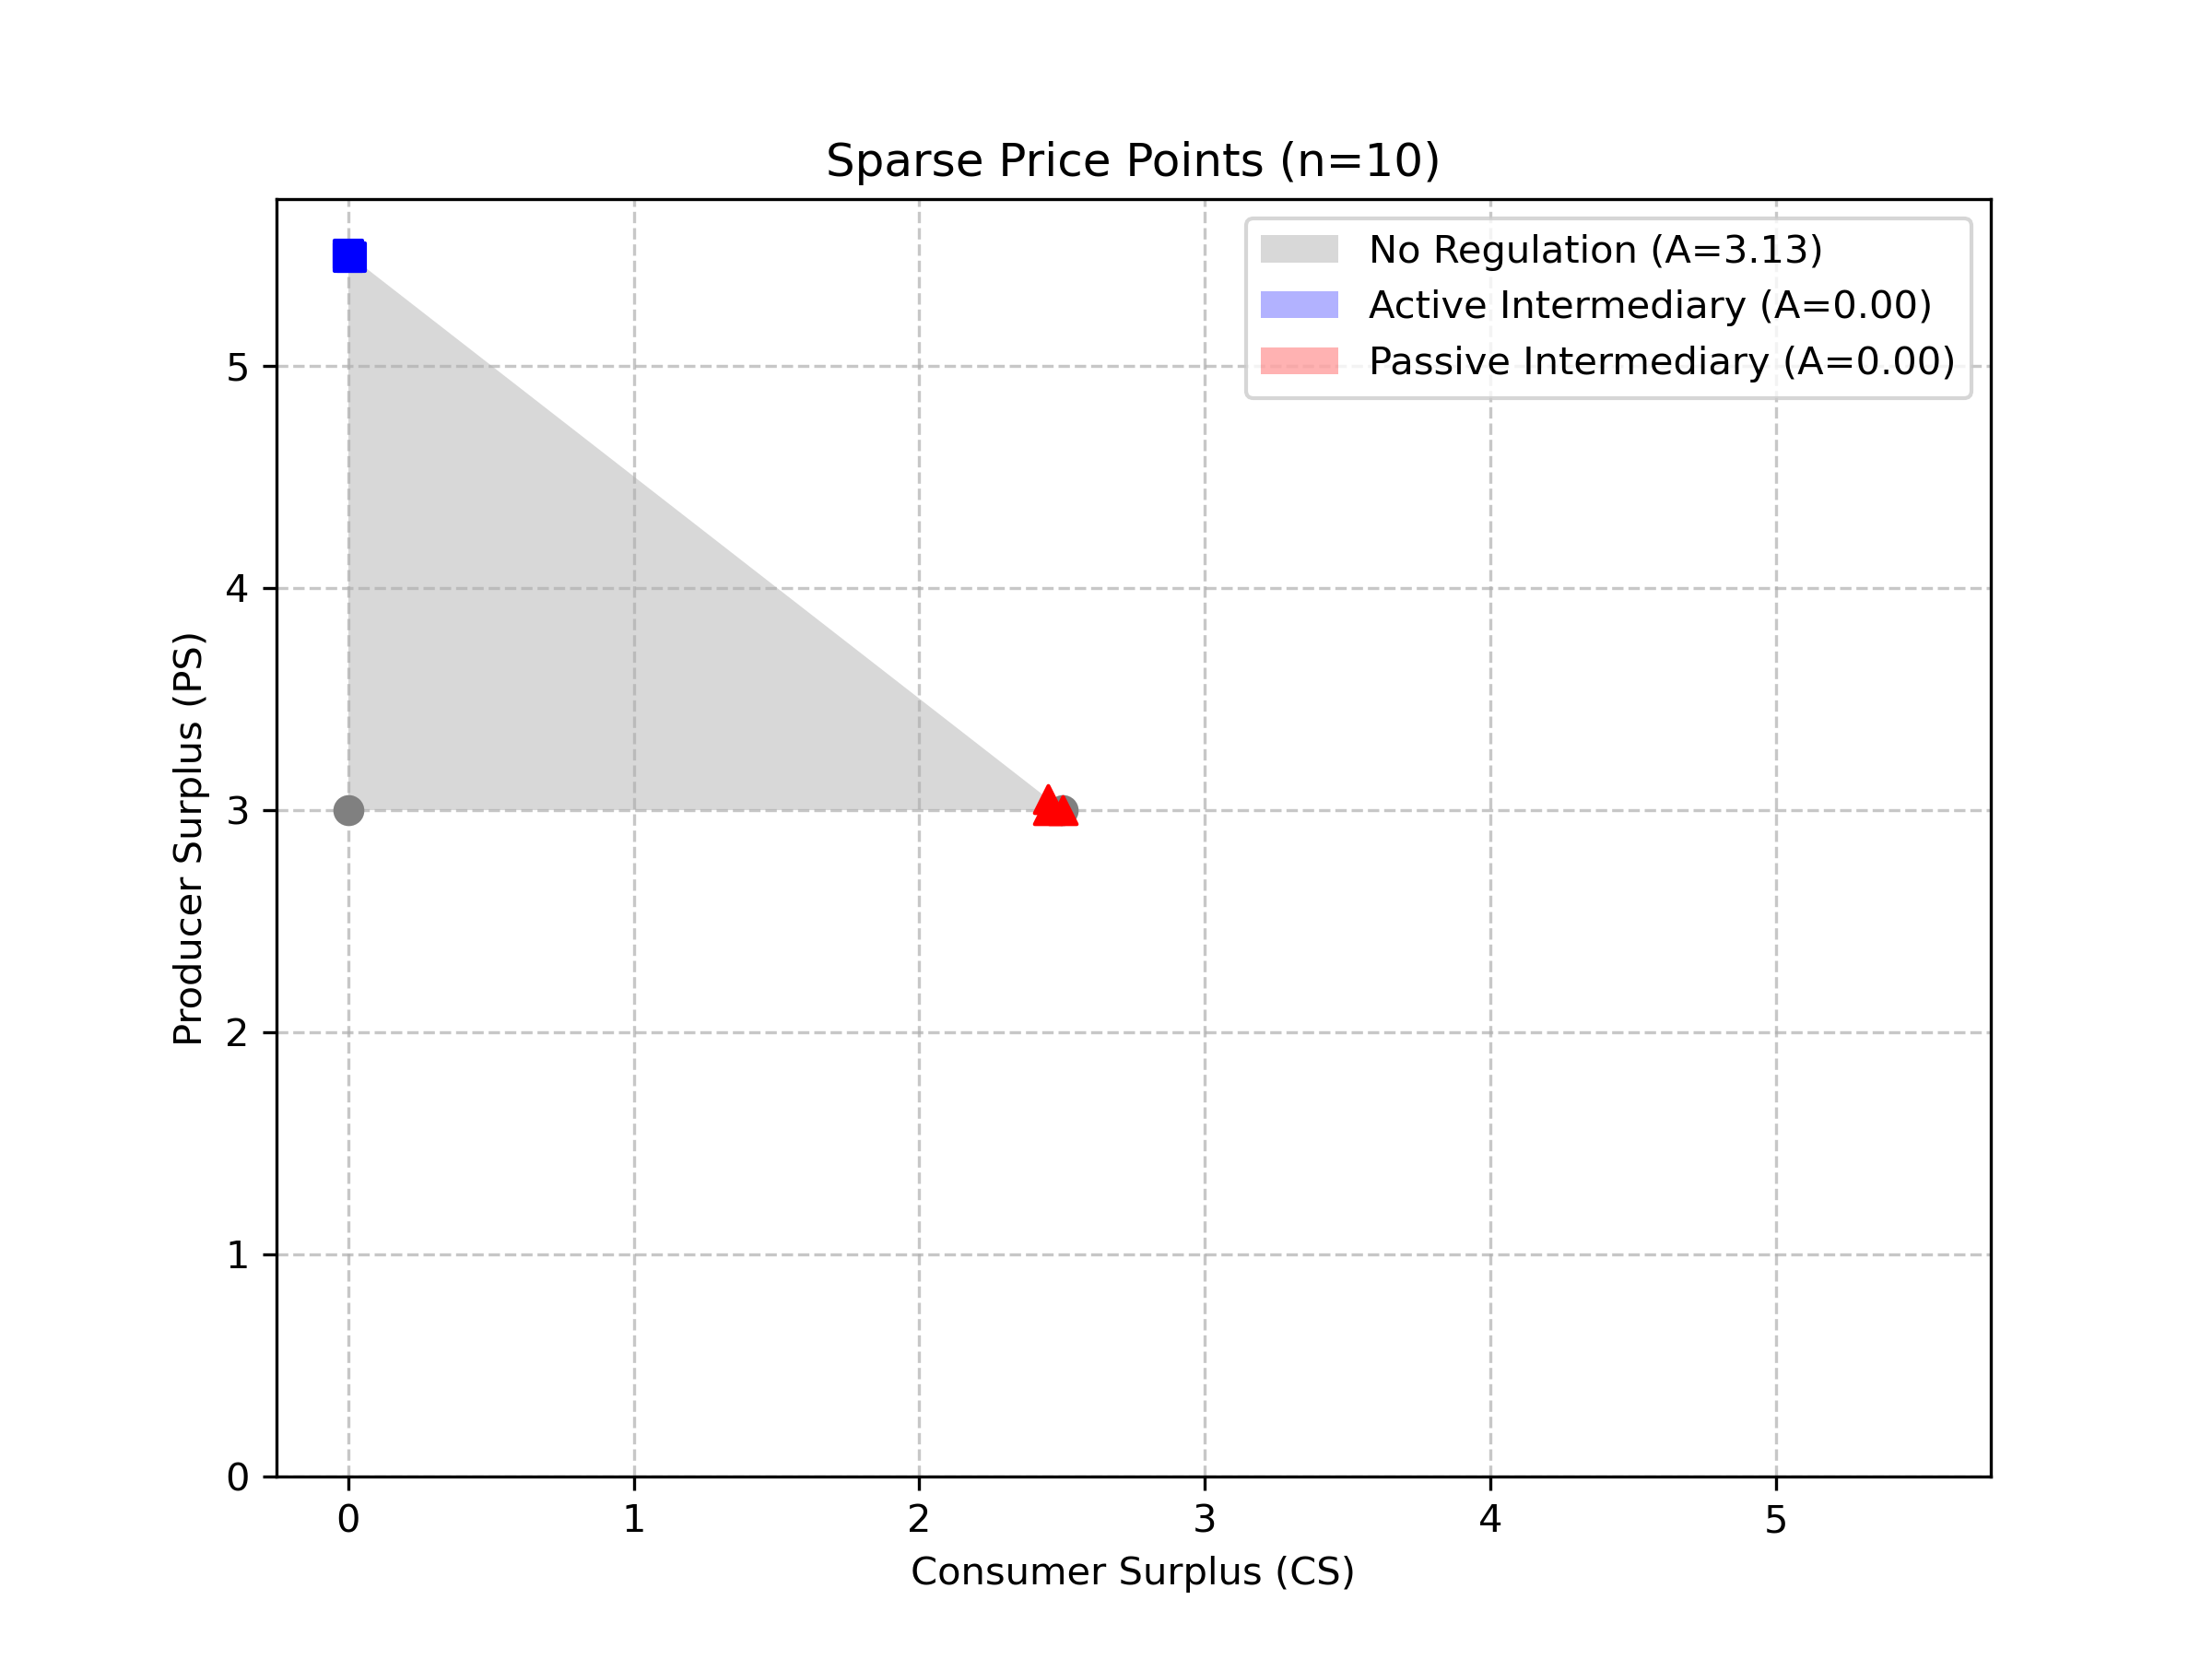 Sparse Price Points (n=10)
No Regulation (A=3.13)
Active Intermediary (A=0.00)
Passive Intermediary (A=0.00)
Producer Surplus (PS)
5
4
3
2
1
0
0 1 2 3 4 5
Consumer Surplus (CS)